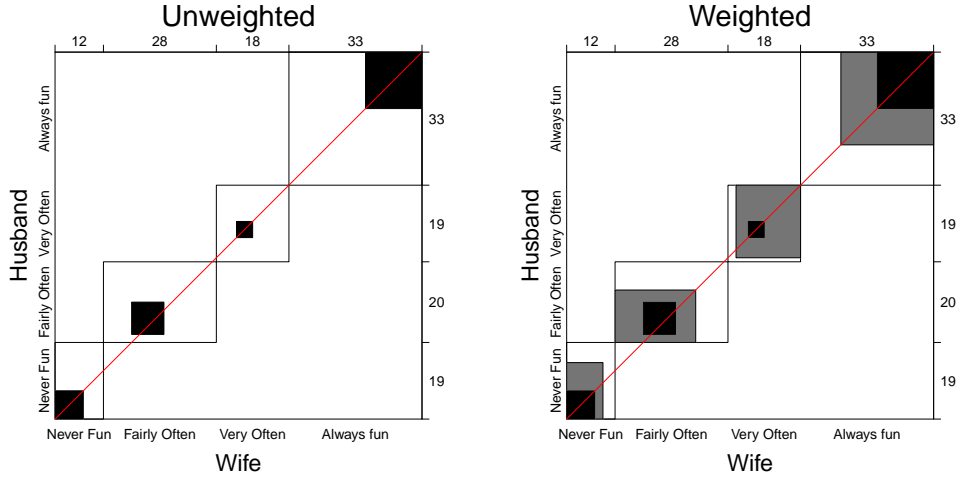 Unweighted
12 28 18 33
Always fun
Very Often
Fairly Often
Never Fun
Husband
33
19
20
19
Never Fun Fairly Often Very Often Always fun
Wife
Weighted
12 28 18 33
Always fun
Very Often
Fairly Often
Never Fun
Husband
33
19
20
19
Never Fun Fairly Often Very Often Always fun
Wife